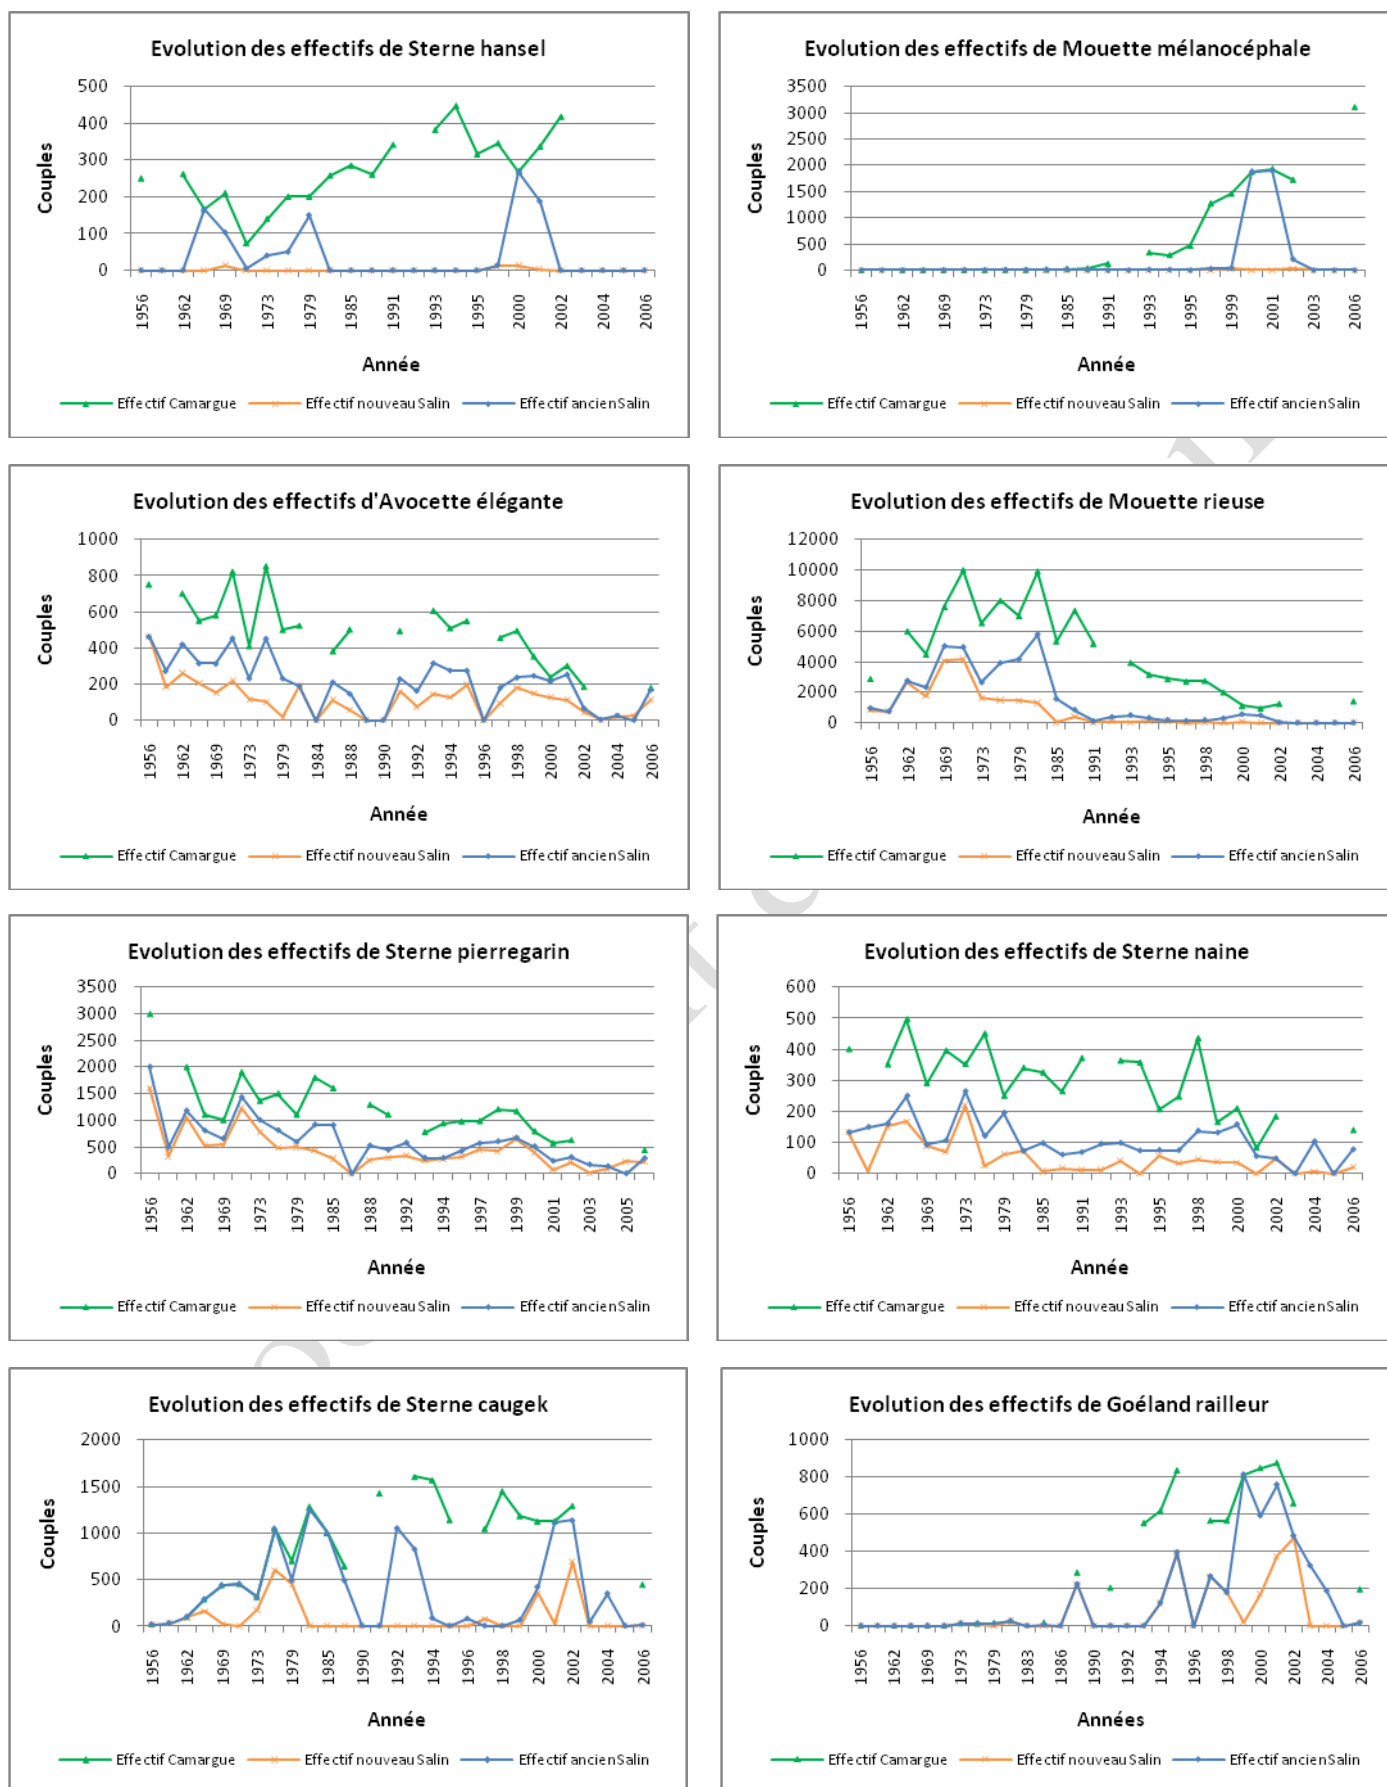 Evolution des effectifs de Sterne hansel
500
400
300
200
100
0
Couples
1956 1962 1969 1973 1979 1985 1991 1993 1995 2000 2002 2004 2006
Année
Effectif Camargue Effectif nouveau Salin Effectif ancien Salin
Evolution des effectifs de Mouette mélanocéphale
3500
3000
2500
2000
1500
1000
500
0
Couples
1956 1962 1969 1973 1979 1985 1991 1993 1995 1999 2001 2003 2006
Année
Effectif Camargue Effectif nouveau Salin Effectif ancien Salin
Evolution des effectifs d'Avocette élégante
1000
800
600
400
200
0
Couples
1956 1962 1969 1973 1979 1984 1988 1990 1992 1994 1996 1998 2000 2002 2004 2006
Année
Effectif Camargue Effectif nouveau Salin Effectif ancien Salin
Evolution des effectifs de Mouette rieuse
12000
10000
8000
6000
4000
2000
0
Couples
1956 1962 1969 1973 1979 1985 1991 1993 1995 1998 2000 2002 2004 2006
Année
Effectif Camargue Effectif nouveau Salin Effectif ancien Salin
Evolution des effectifs de Sterne pierregarin
3500
3000
2500
2000
1500
1000
500
0
Couples
1956 1962 1969 1973 1979 1985 1988 1992 1994 1997 1999 2001 2003 2005
Année
Effectif Camargue Effectif nouveau Salin Effectif ancien Salin
Evolution des effectifs de Sterne naine
600
500
400
300
200
100
0
Couples
1956 1962 1969 1973 1979 1985 1991 1993 1995 1998 2000 2002 2004 2006
Année
Effectif Camargue Effectif nouveau Salin Effectif ancien Salin
Evolution des effectifs de Sterne caugek
2000
1500
1000
500
0
Couples
1956 1962 1969 1973 1979 1985 1990 1992 1994 1996 1998 2000 2002 2004 2006
Année
Effectif Camargue Effectif nouveau Salin Effectif ancien Salin
Evolution des effectifs de Goéland railleur
1000
800
600
400
200
0
Couples
1956 1962 1969 1973 1979 1983 1988 1990 1992 1994 1996 1998 2000 2002 2004 2006
Années
Effectif Camargue Effectif nouveau Salin Effectif ancien Salin